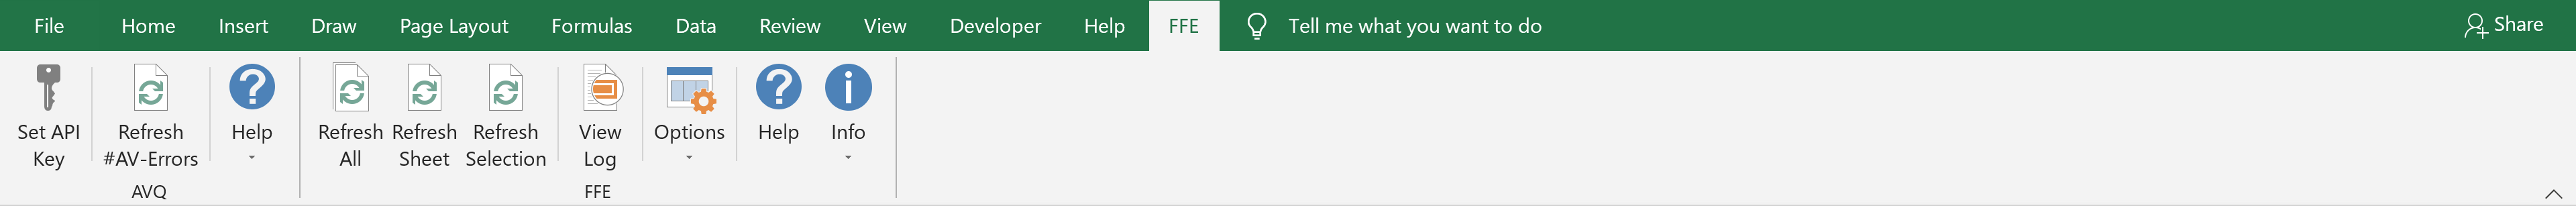 File Home Insert Draw Page Layout Formulas Data Review View Developer Help FFE Tell me what you want to do Share
Set API Key
Refresh #AV-Errors
Help
AVQ
Refresh All
Refresh Sheet
Refresh Selection
View Log
Options
Help
Info
FFE